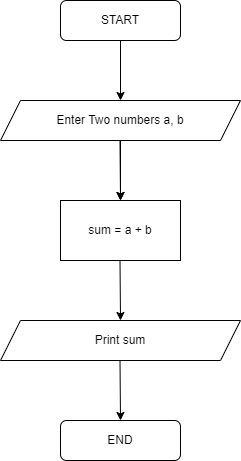 START
Enter Two numbers a, b
sum = a + b
Print sum
END